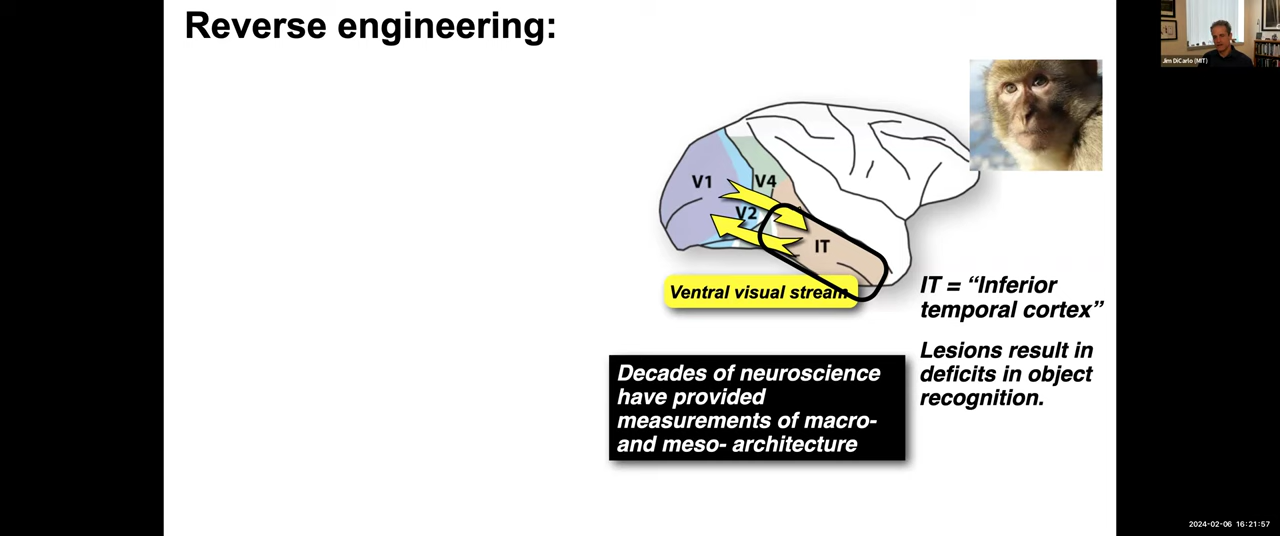 Reverse engineering:
Jim DiCarlo (MIT)
V1
V4
V2
IT
Ventral visual stream
IT = “Inferior
temporal cortex”
Lesions result in
deficits in object
recognition.
Decades of neuroscience
have provided
measurements of macro-
and meso- architecture
2024-02-06 16:21:57